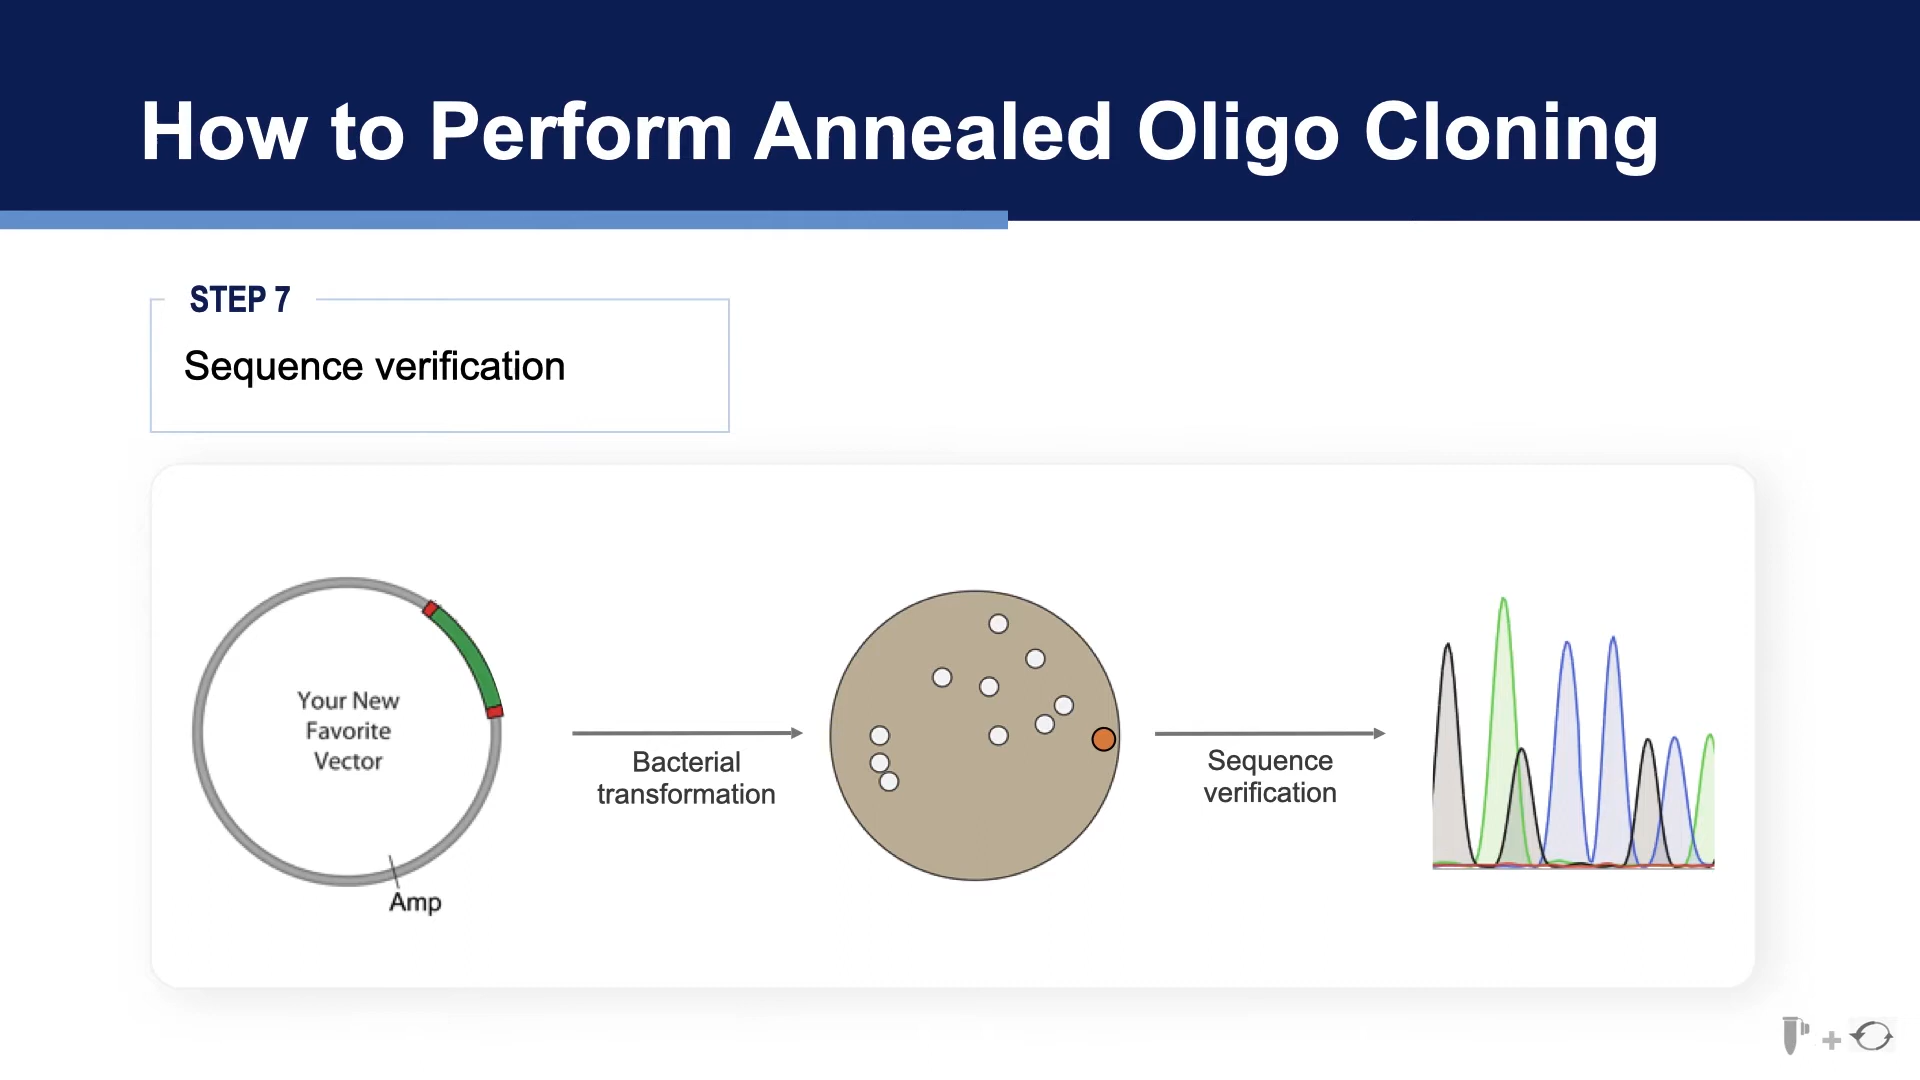 How to Perform Annealed Oligo Cloning
STEP 7
Sequence verification
Your New
Favorite
Vector
Amp
Bacterial
transformation
Sequence
verification